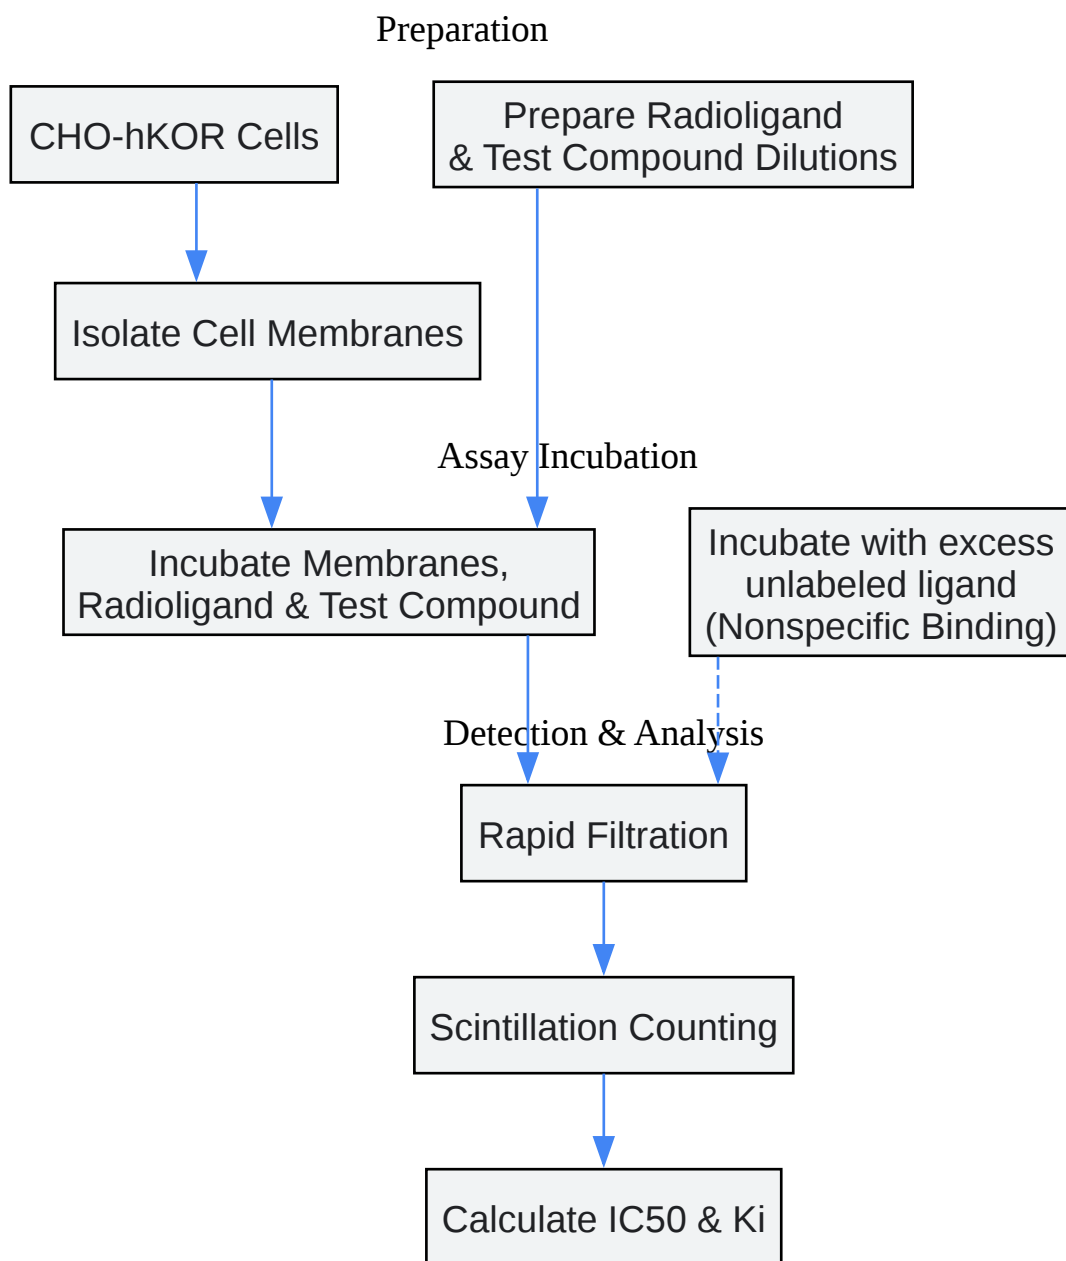 Preparation
CHO-hKOR Cells
Prepare Radioligand
& Test Compound Dilutions
Isolate Cell Membranes
Assay Incubation
Incubate Membranes,
Radioligand & Test Compound
Incubate with excess
unlabeled ligand
(Nonspecific Binding)
Detection & Analysis
Rapid Filtration
Scintillation Counting
Calculate IC50 & Ki